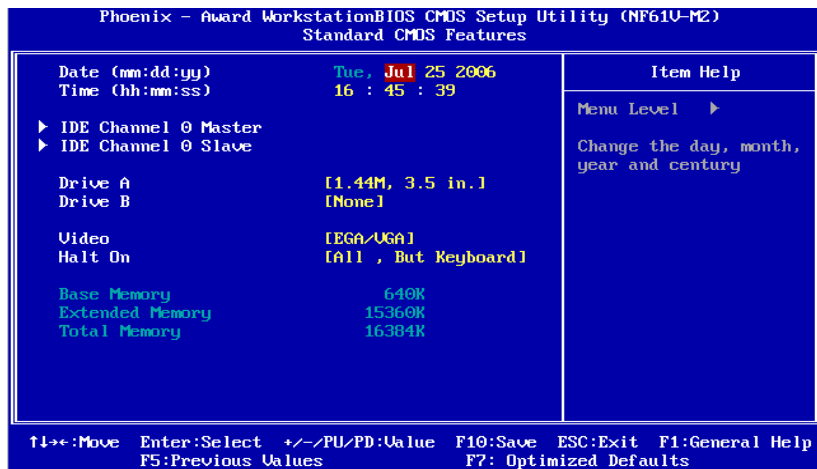 Phoenix - Award WorkstationBIOS CMOS Setup Utility (NF61V-M2)
Standard CMOS Features
Date (mm:dd:yy) Tue, Jul 25 2006
Time (hh:mm:ss) 16 : 45 : 39
IDE Channel 0 Master
IDE Channel 0 Slave
Drive A [1.44M, 3.5 in.]
Drive B [None]
Video [EGA/VGA]
Halt On [All , But Keyboard]
Base Memory 640K
Extended Memory 15360K
Total Memory 16384K
Item Help
Menu Level
Change the day, month,
year and century
↑↓→←:Move Enter:Select +/-/PU/PD:Value F10:Save ESC:Exit F1:General Help
F5:Previous Values F7: Optimized Defaults